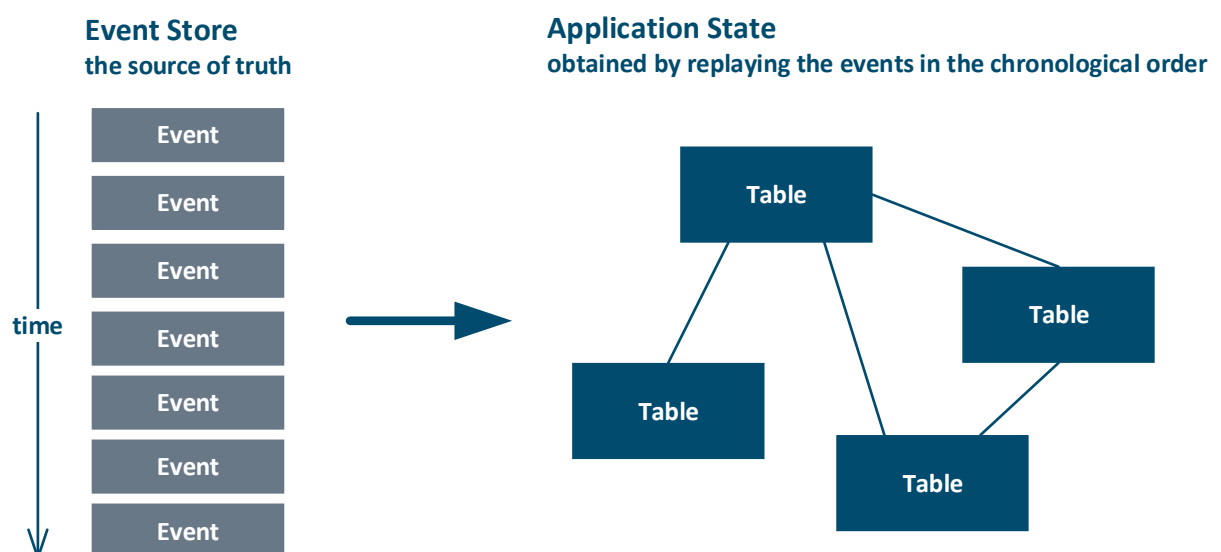 Event Store
the source of truth
Application State
obtained by replaying the events in the chronological order
time
Event
Event
Event
Event
Event
Event
Event
Table
Table
Table
Table